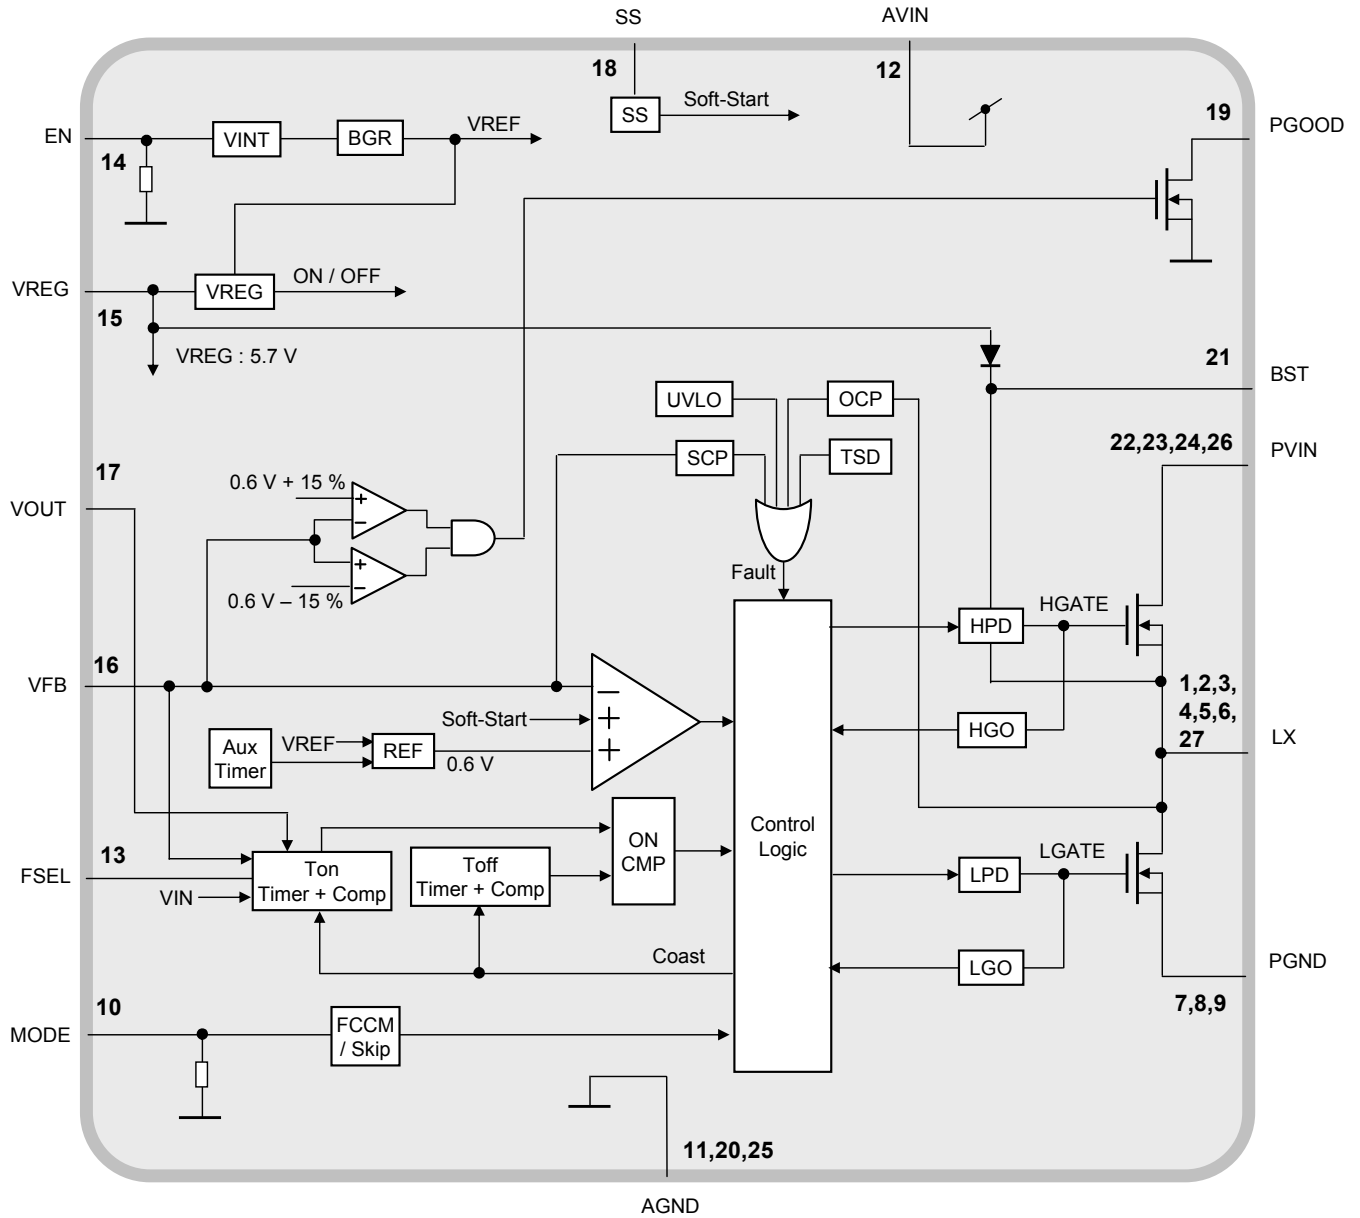 SS
AVIN
18
12
19
SS
Soft-Start
EN
14
VINT
BGR
VREF
PGOOD
VREG
15
VREG
ON / OFF
VREG : 5.7 V
21
BST
UVLO
OCP
SCP
TSD
22,23,24,26
PVIN
17
VOUT
0.6 V + 15 %
+
−
+
−
0.6 V – 15 %
Fault
HPD
HGATE
16
VFB
−
Soft-Start
+
+
Aux
Timer
VREF
REF
0.6 V
HGO
1,2,3,
4,5,6,
27
LX
Control
Logic
ON
CMP
13
FSEL
VIN
Ton
Timer + Comp
Toff
Timer + Comp
LPD
LGATE
Coast
LGO
PGND
7,8,9
10
MODE
FCCM
/ Skip
11,20,25
AGND